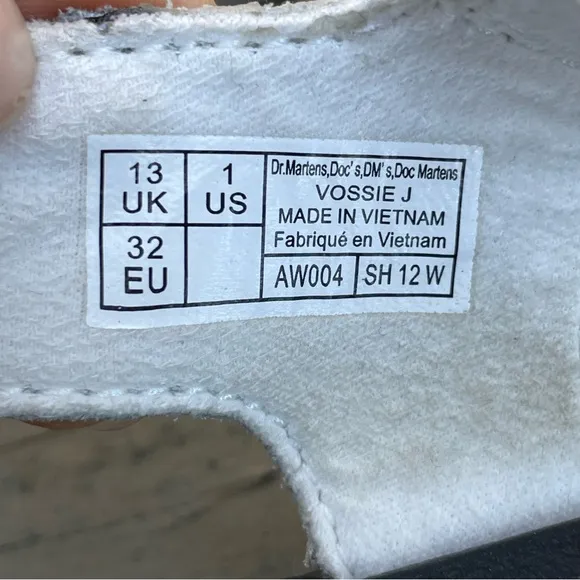 13
UK
1
US
32
EU
Dr.Martens,Doc's,DM's,Doc Martens
VOSSIE J
MADE IN VIETNAM
Fabriqué en Vietnam
AW004
SH 12 W